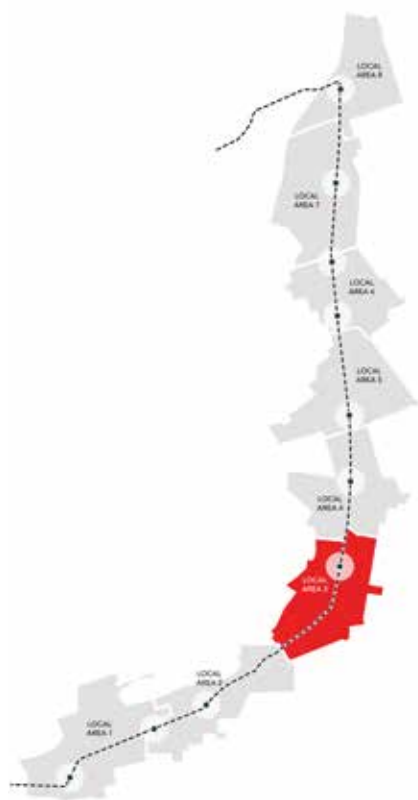 LOCAL
AREA 8
LOCAL
AREA 7
LOCAL
AREA 6
LOCAL
AREA 5
LOCAL
AREA 4
LOCAL
AREA 3
LOCAL
AREA 2
LOCAL
AREA 1